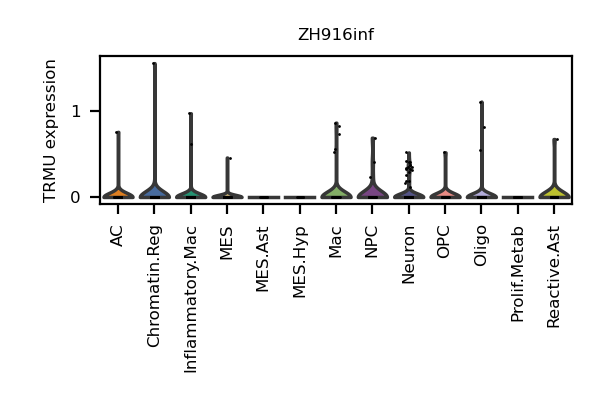 ZH916inf
TRMU expression
1
0
AC
Chromatin.Reg
Inflammatory.Mac
MES
MES.Ast
MES.Hyp
Mac
NPC
Neuron
OPC
Oligo
Prolif.Metab
Reactive.Ast